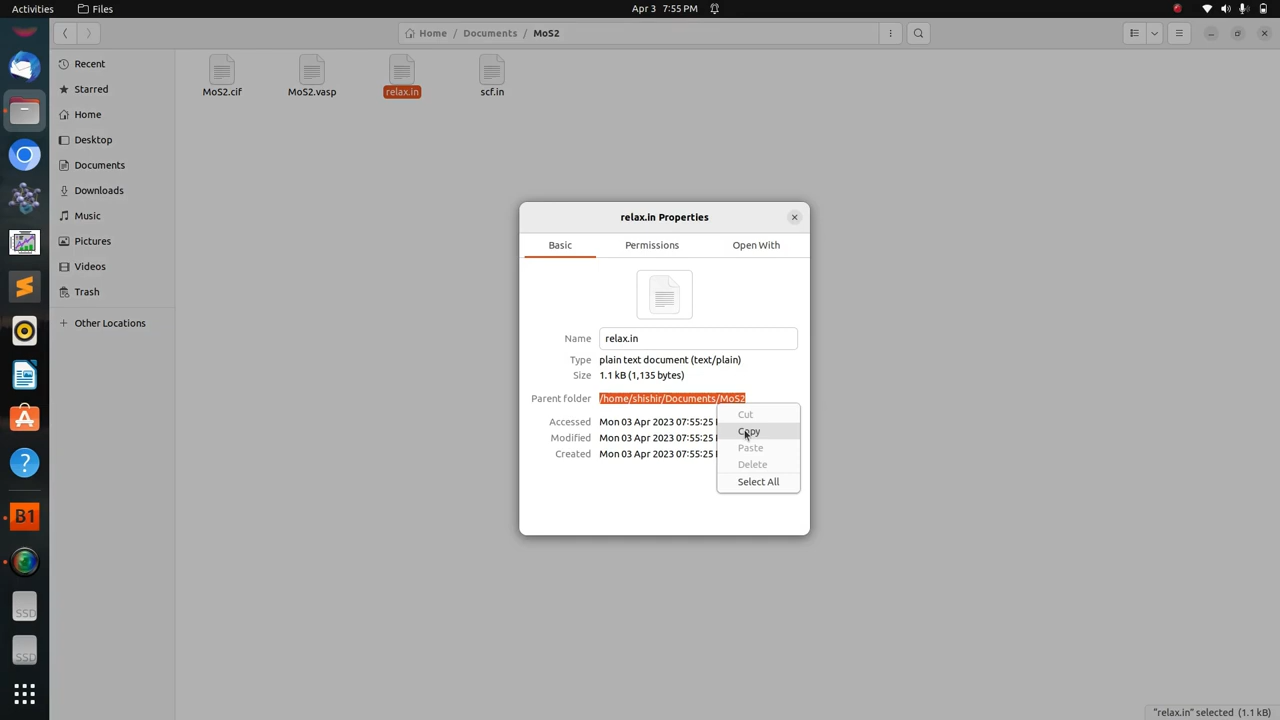 Activities
Files
Apr 3 7:55 PM
Home / Documents / MoS2
Recent
Starred
Home
Desktop
Documents
Downloads
Music
Pictures
Videos
Trash
Other Locations
MoS2.cif
MoS2.vasp
relax.in
scf.in
relax.in Properties
Basic
Permissions
Open With
Name relax.in
Type plain text document (text/plain)
Size 1.1 kB (1,135 bytes)
Parent folder /home/shishir/Documents/MoS2
Accessed Mon 03 Apr 2023 07:55:25
Modified Mon 03 Apr 2023 07:55:25
Created Mon 03 Apr 2023 07:55:25
Cut
Copy
Paste
Delete
Select All
B1
SSD
SSD
"relax.in" selected (1.1 kB)